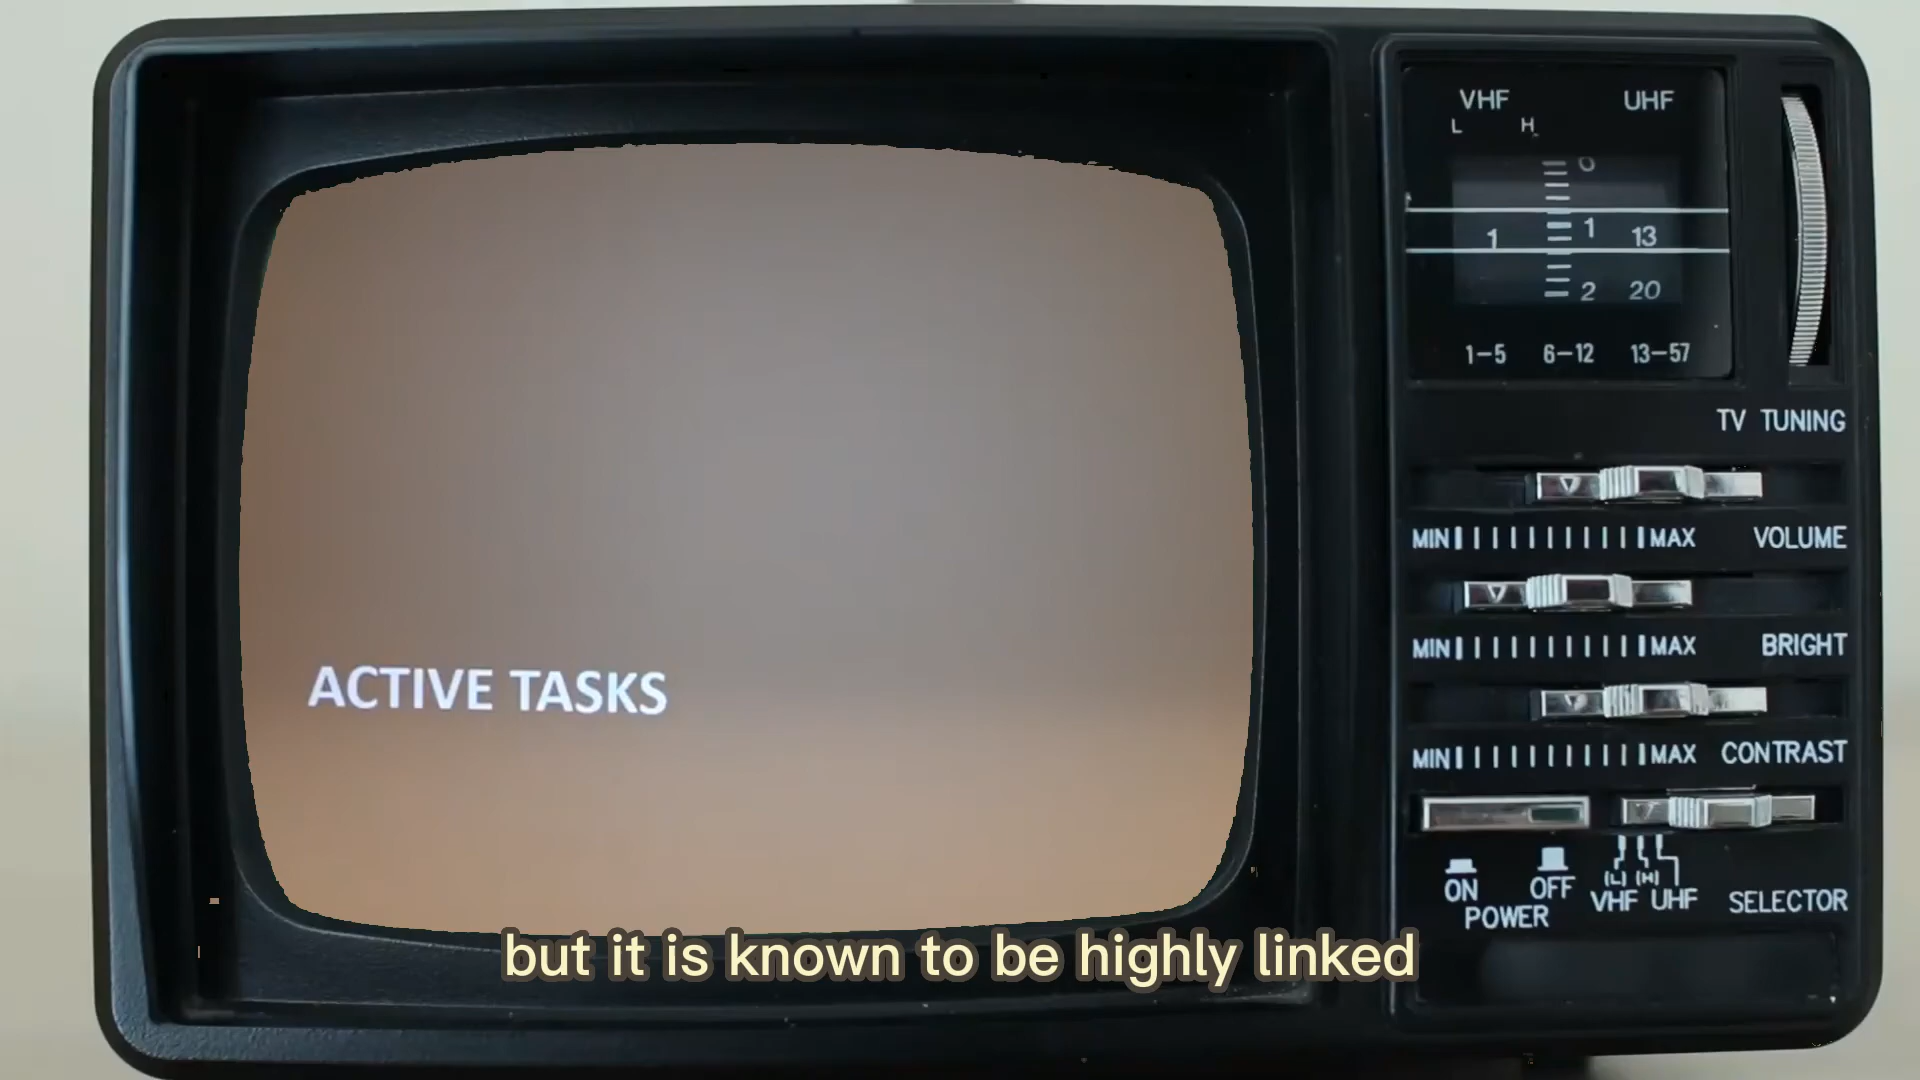 VHF UHF
L H
0
1 1 13
2 20
1-5 6-12 13-57
TV TUNING
MIN MAX VOLUME
MIN MAX BRIGHT
MIN MAX CONTRAST
ON OFF (L) (H)
VHF UHF
POWER SELECTOR
ACTIVE TASKS
but it is known to be highly linked